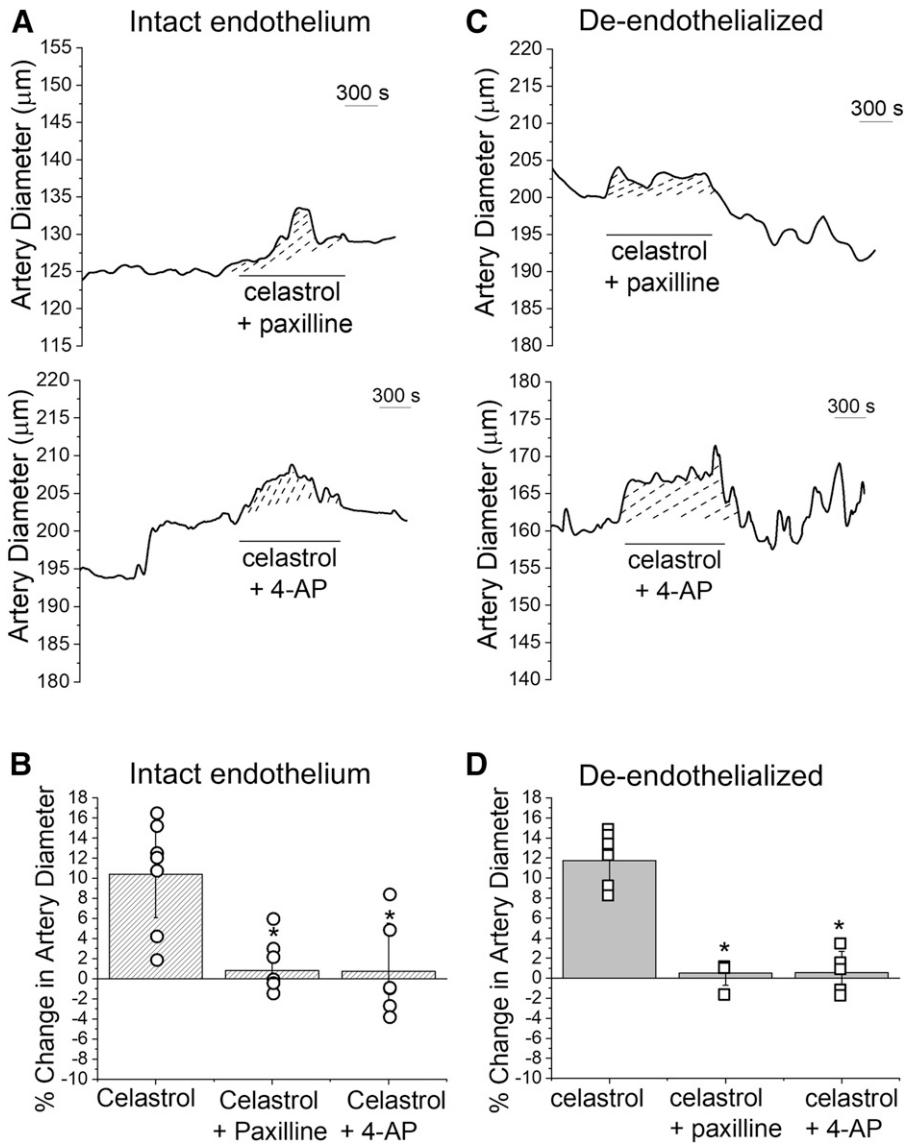 A
Intact endothelium
155
150
145
140
135
130
125
120
115
Artery Diameter (μm)
300 s
celastrol
+ paxilline
220
215
210
205
200
195
190
185
180
Artery Diameter (μm)
300 s
celastrol
+ 4-AP
C
De-endothelialized
220
215
210
205
200
195
190
185
180
Artery Diameter (μm)
300 s
celastrol
+ paxilline
180
175
170
165
160
155
150
145
140
Artery Diameter (μm)
300 s
celastrol
+ 4-AP
B
Intact endothelium
18
16
14
12
10
8
6
4
2
0
-2
-4
-6
-8
-10
% Change in Artery Diameter
*
*
Celastrol
Celastrol
+ Paxilline
Celastrol
+ 4-AP
D
De-endothelialized
18
16
14
12
10
8
6
4
2
0
-2
-4
-6
-8
-10
% Change in Artery Diameter
*
*
celastrol
celastrol
+ paxilline
celastrol
+ 4-AP